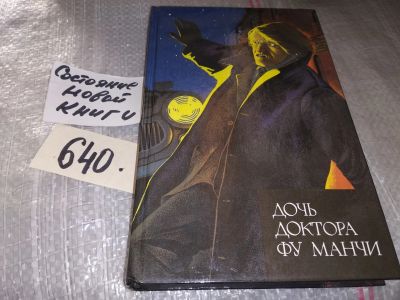 Состояние
новой
книги
640.
ДОЧЬ
ДОКТОРА
ФУ МАНЧИ